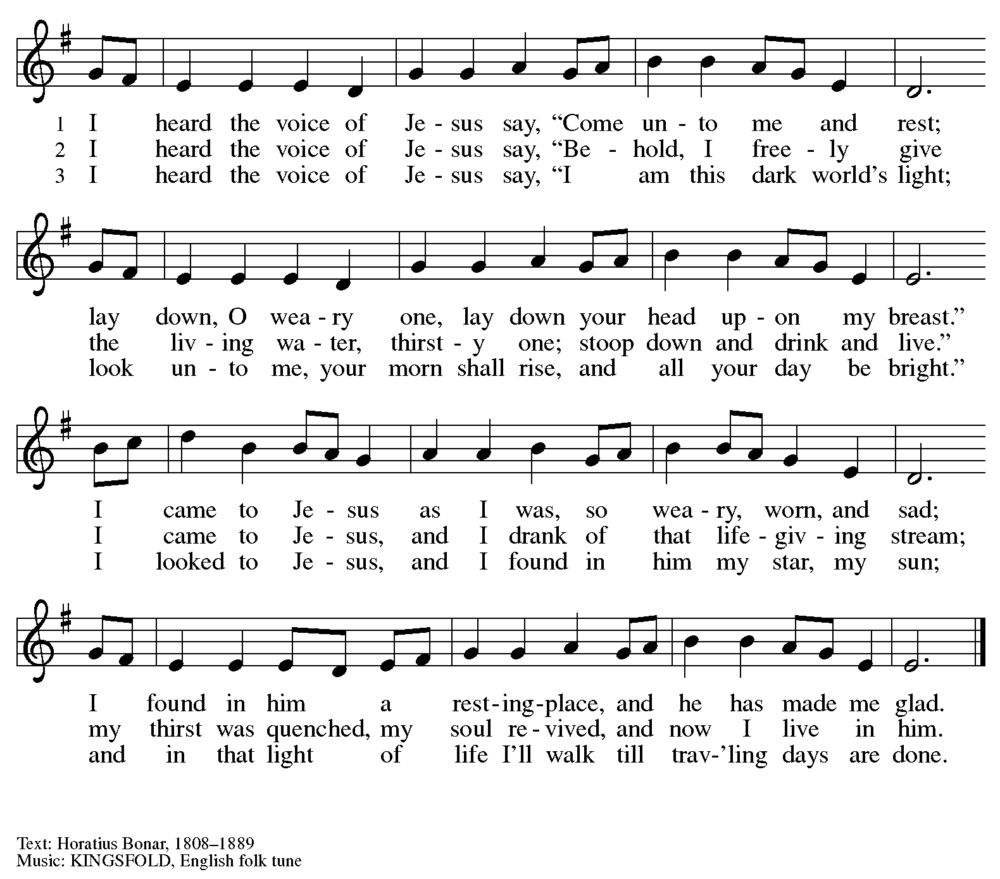 1 I heard the voice of Je - sus say, “Come un - to me and rest;
2 I heard the voice of Je - sus say, “Be - hold, I free - ly give
3 I heard the voice of Je - sus say, “I am this dark world’s light;
lay down, O wea - ry one, lay down your head up - on my breast.”
the liv - ing wa - ter, thirst - y one; stoop down and drink and live.”
look un - to me, your morn shall rise, and all your day be bright.”
I came to Je - sus as I was, so wea - ry, worn, and sad;
I came to Je - sus, and I drank of that life - giv - ing stream;
I looked to Je - sus, and I found in him my star, my sun;
I found in him a rest-ing-place, and he has made me glad.
my thirst was quenched, my soul re - vived, and now I live in him.
and in that light of life I’ll walk till trav-’ling days are done.
Text: Horatius Bonar, 1808–1889
Music: KINGSFOLD, English folk tune